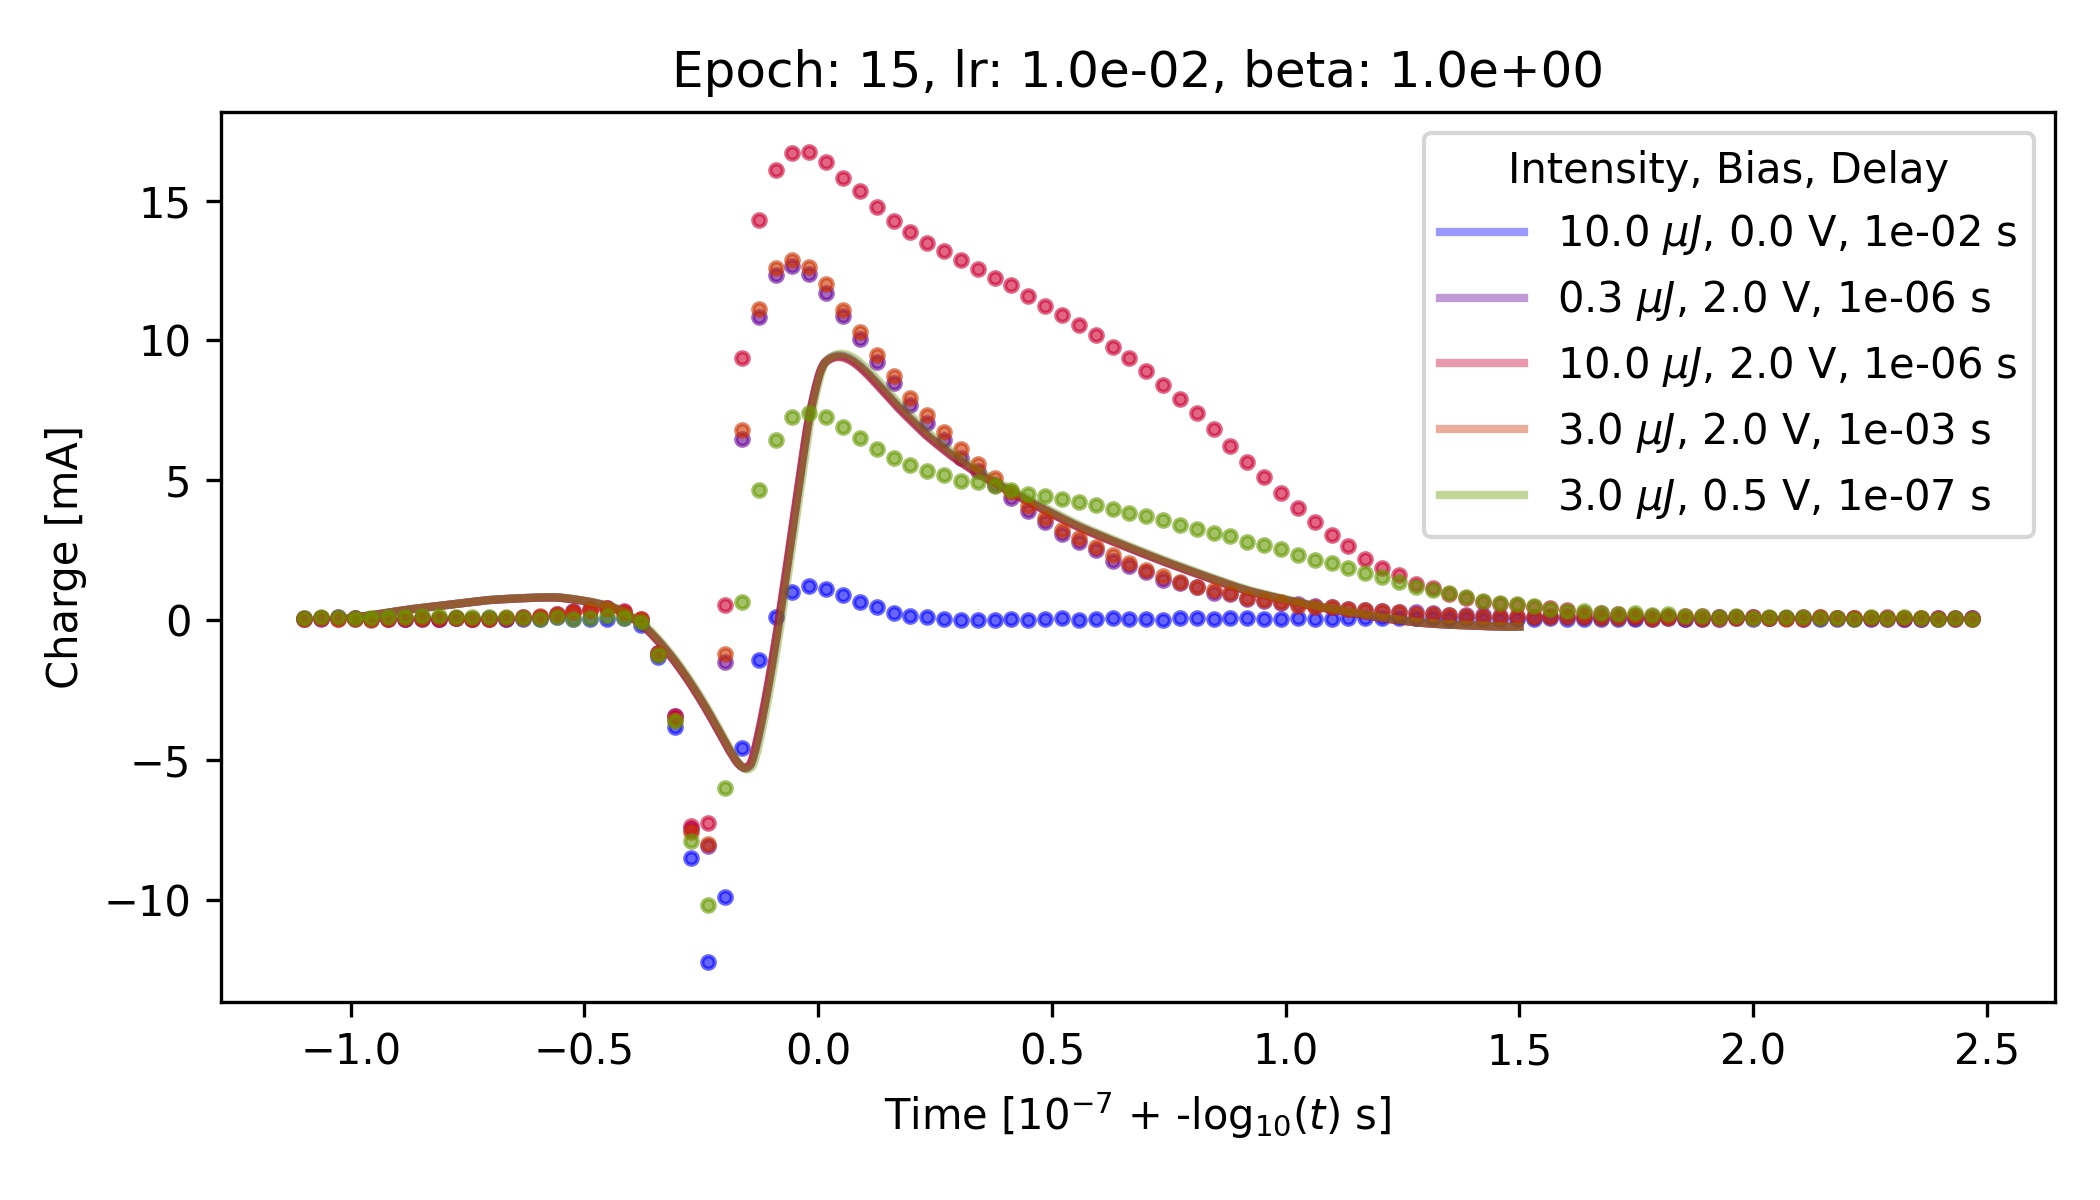 Epoch: 15, lr: 1.0e-02, beta: 1.0e+00
Charge [mA]
15
10
5
0
−5
−10
Intensity, Bias, Delay
10.0 μJ, 0.0 V, 1e-02 s
0.3 μJ, 2.0 V, 1e-06 s
10.0 μJ, 2.0 V, 1e-06 s
3.0 μJ, 2.0 V, 1e-03 s
3.0 μJ, 0.5 V, 1e-07 s
−1.0 −0.5 0.0 0.5 1.0 1.5 2.0 2.5
Time [10⁻⁷ + -log₁₀(t) s]